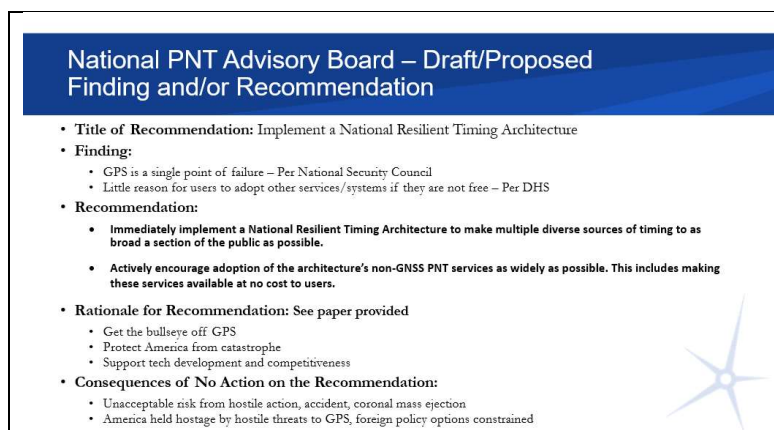 National PNT Advisory Board – Draft/Proposed
Finding and/or Recommendation
• Title of Recommendation: Implement a National Resilient Timing Architecture
• Finding:
• GPS is a single point of failure – Per National Security Council
• Little reason for users to adopt other services/systems if they are not free – Per DHS
• Recommendation:
• Immediately implement a National Resilient Timing Architecture to make multiple diverse sources of timing to as
broad a section of the public as possible.
• Actively encourage adoption of the architecture's non-GNSS PNT services as widely as possible. This includes making
these services available at no cost to users.
• Rationale for Recommendation: See paper provided
• Get the bullseye off GPS
• Protect America from catastrophe
• Support tech development and competitiveness
• Consequences of No Action on the Recommendation:
• Unacceptable risk from hostile action, accident, coronal mass ejection
• America held hostage by hostile threats to GPS, foreign policy options constrained